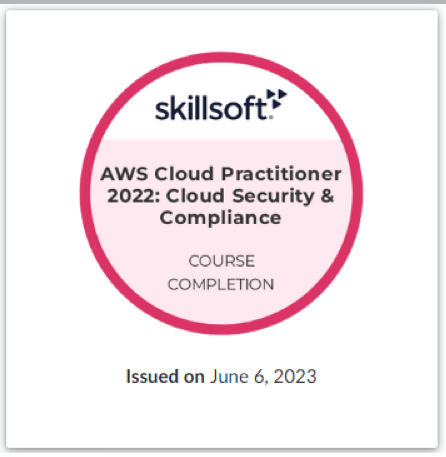 skillsoft
AWS Cloud Practitioner
2022: Cloud Security &
Compliance
COURSE
COMPLETION
Issued on June 6, 2023